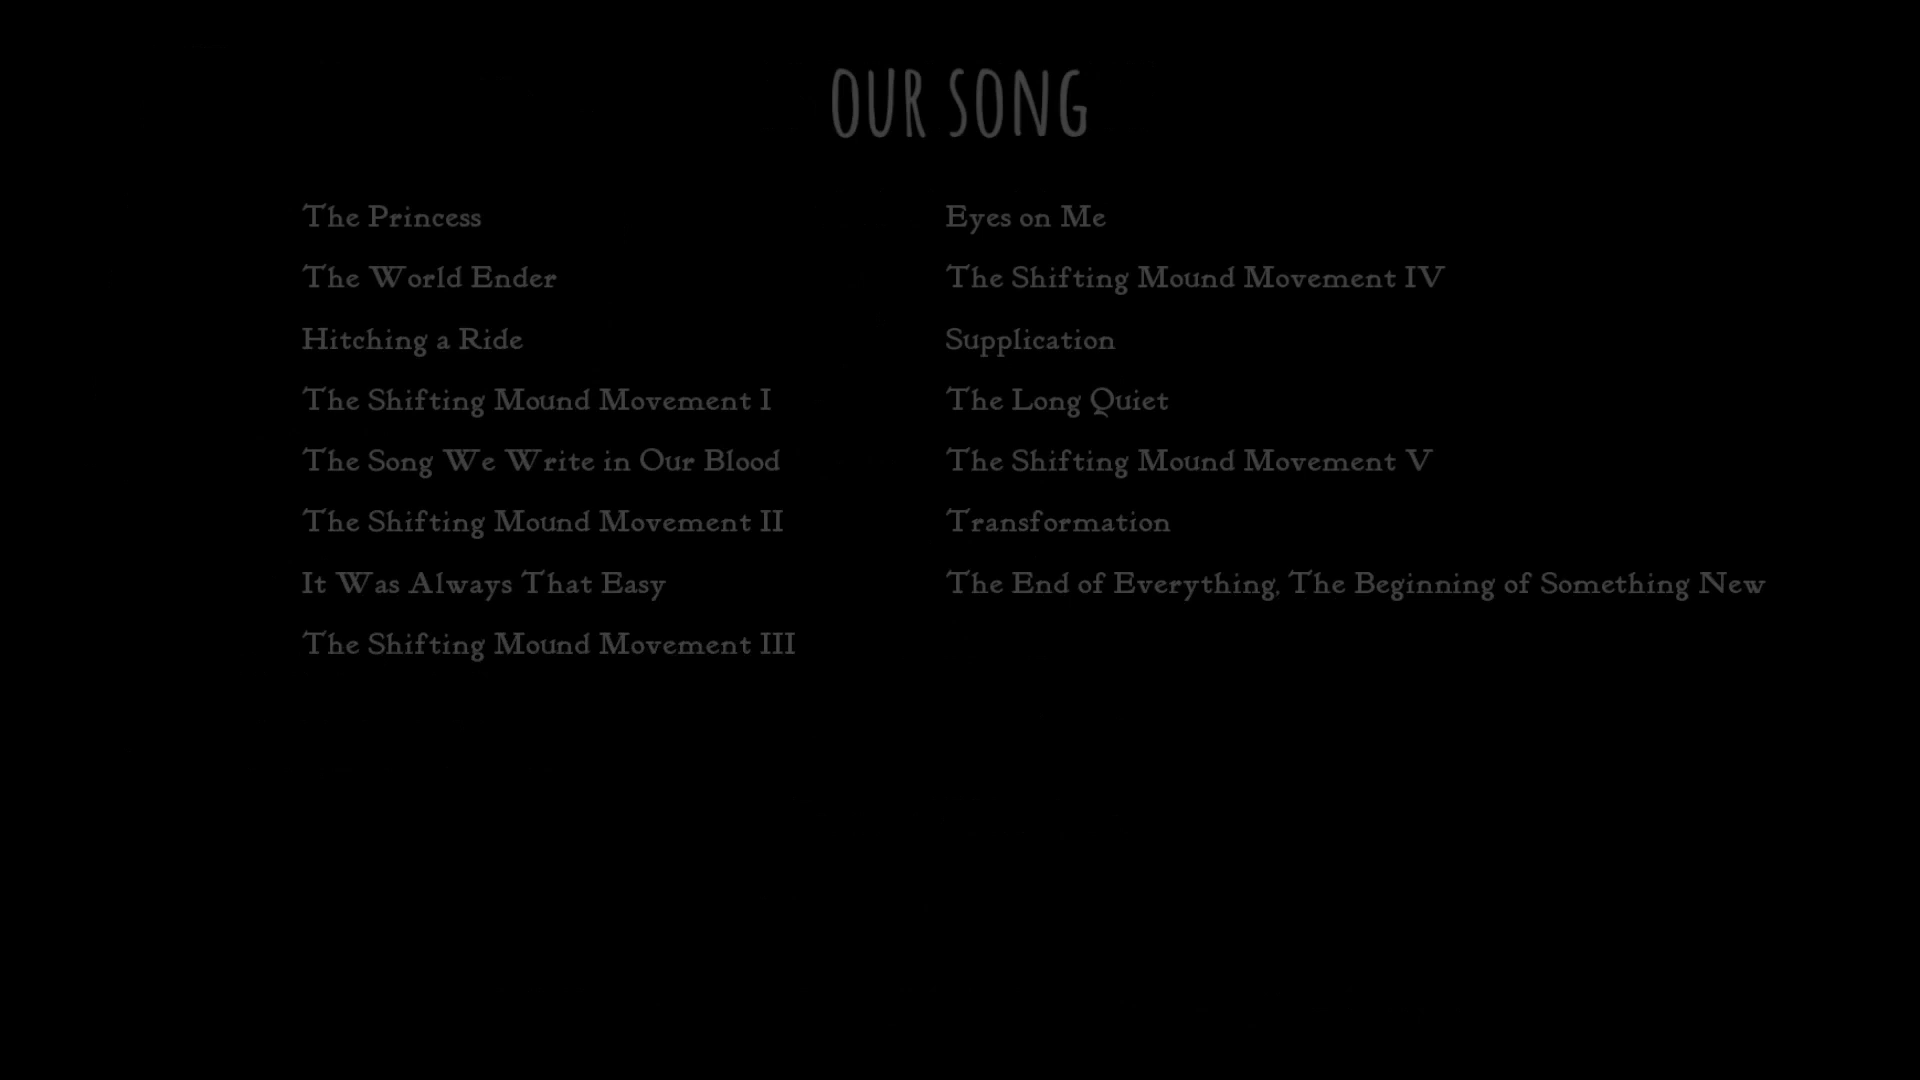 OUR SONG
The Princess
The World Ender
Hitching a Ride
The Shifting Mound Movement I
The Song We Write in Our Blood
The Shifting Mound Movement II
It Was Always That Easy
The Shifting Mound Movement III
Eyes on Me
The Shifting Mound Movement IV
Supplication
The Long Quiet
The Shifting Mound Movement V
Transformation
The End of Everything, The Beginning of Something New